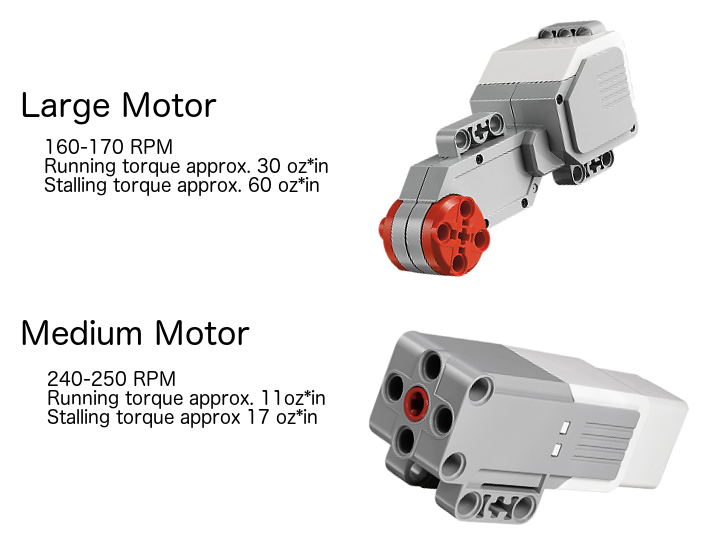 Large Motor
160-170 RPM
Running torque approx. 30 oz*in
Stalling torque approx. 60 oz*in
Medium Motor
240-250 RPM
Running torque approx. 11oz*in
Stalling torque approx 17 oz*in